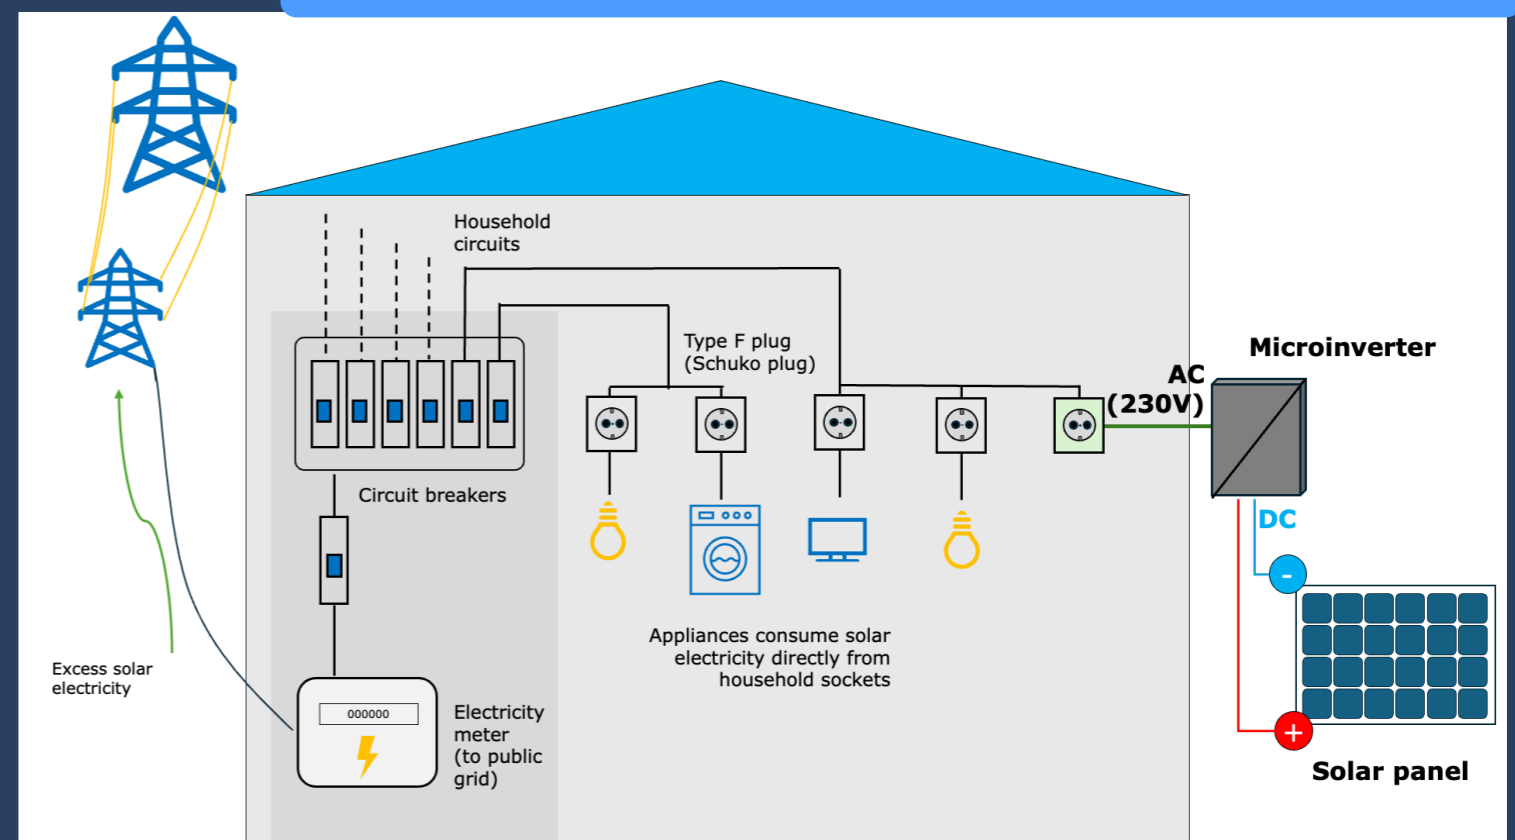 Household
circuits
Type F plug
(Schuko plug)
Microinverter
AC
(230V)
DC
Circuit breakers
-
+
Appliances consume solar
electricity directly from
household sockets
Excess solar
electricity
000000
Electricity
meter
(to public
grid)
Solar panel